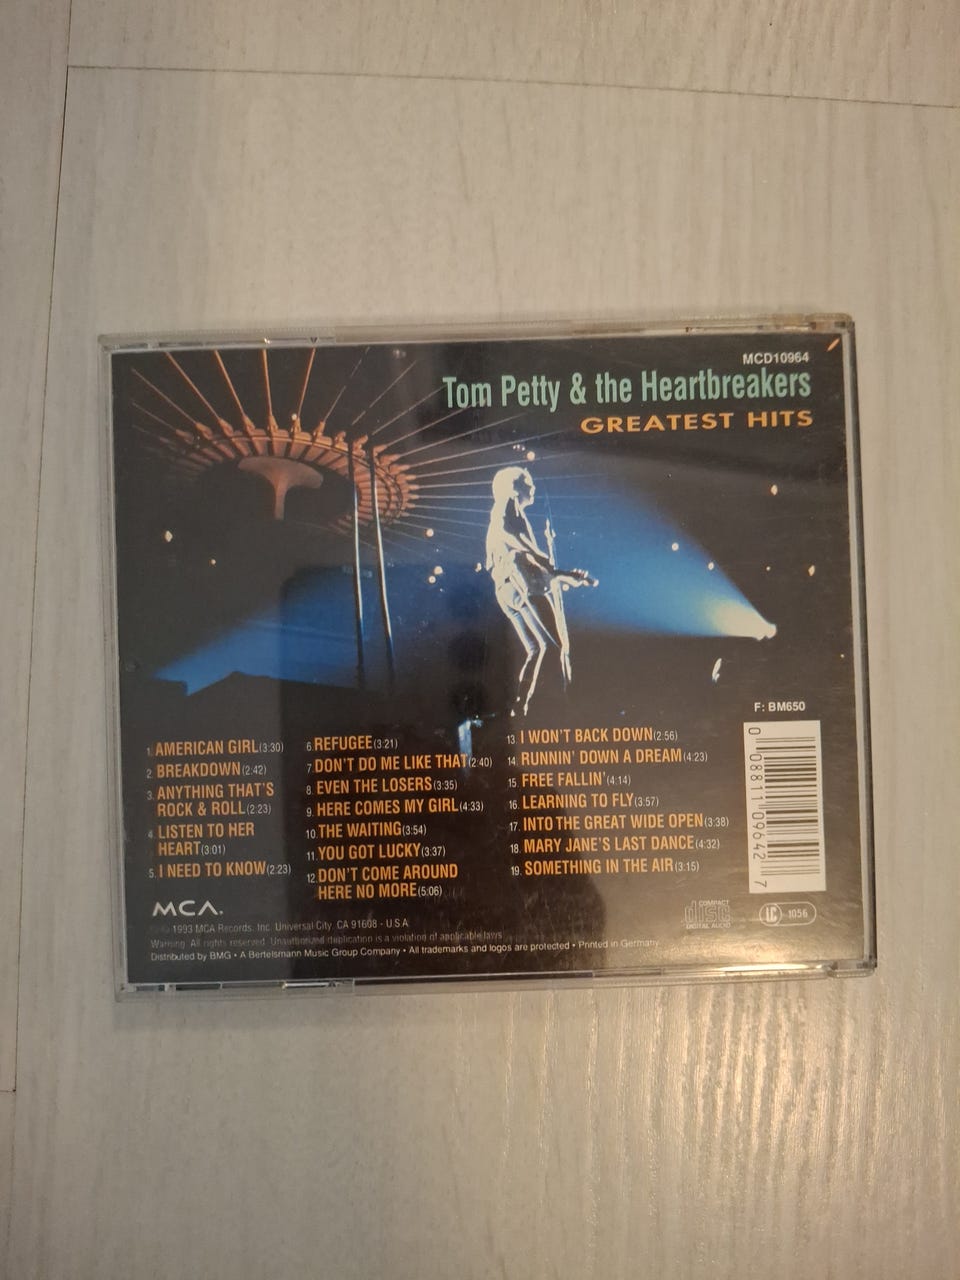 MCD10964
Tom Petty & the Heartbreakers
GREATEST HITS
F: BM650
1. AMERICAN GIRL (3:30)
2. BREAKDOWN (2:42)
3. ANYTHING THAT'S
ROCK & ROLL (2:23)
4. LISTEN TO HER
HEART (3:01)
5. I NEED TO KNOW (2:23)
6. REFUGEE (3:21)
7. DON'T DO ME LIKE THAT (2:40)
8. EVEN THE LOSERS (3:35)
9. HERE COMES MY GIRL (4:33)
10. THE WAITING (3:54)
11. YOU GOT LUCKY (3:37)
12. DON'T COME AROUND
HERE NO MORE (5:06)
13. I WON'T BACK DOWN (2:56)
14. RUNNIN' DOWN A DREAM (4:23)
15. FREE FALLIN' (4:14)
16. LEARNING TO FLY (3:57)
17. INTO THE GREAT WIDE OPEN (3:38)
18. MARY JANE'S LAST DANCE (4:32)
19. SOMETHING IN THE AIR (3:15)
0 08811 09642 7
MCA.
1993 MCA Records, Inc. Universal City, CA 91608 - U.S.A
Warning. All rights reserved. Unauthorized duplication is a violation of applicable laws
Distributed by BMG • A Bertelsmann Music Group Company • All trademarks and logos are protected • Printed in Germany
COMPACT
disc
DIGITAL AUDIO
LC 1056